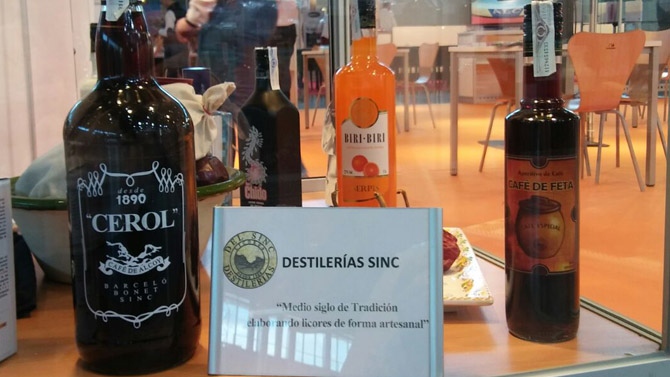 desde
1890
"CEROL"
CAFÉ DE ALCOY
BARCELÓ
BONET
SINC
BIRI-BIRI
DEL SINC
DESTILERIAS
DESTILERÍAS SINC
"Medio siglo de Tradición
elaborando licores de forma artesanal"
CAFE DE FETA